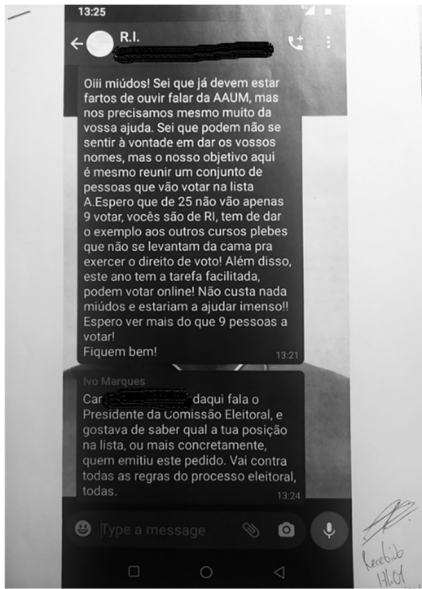 13:25
R.I.
Oiii miúdos! Sei que já devem estar
fartos de ouvir falar da AAUM, mas
nos precisamos mesmo muito da
vossa ajuda. Sei que podem não se
sentir à vontade em dar os vossos
nomes, mas o nosso objetivo aqui
é mesmo reunir um conjunto de
pessoas que vão votar na lista
A.Espero que de 25 não vão apenas
9 votar, vocês são de RI, tem de dar
o exemplo aos outros cursos plebes
que não se levantam da cama pra
exercer o direito de voto! Além disso,
este ano tem a tarefa facilitada,
podem votar online! Não custa nada
miúdos e estariam a ajudar imenso!!
Espero ver mais do que 9 pessoas a
votar!
Fiquem bem!
13:21
Ivo Marques
Car daqui fala o
Presidente da Comissão Eleitoral, e
gostava de saber qual a tua posição
na lista, ou mais concretamente,
quem emitiu este pedido. Vai contra
todas as regras do processo eleitoral,
todas.
13:24
Type a message